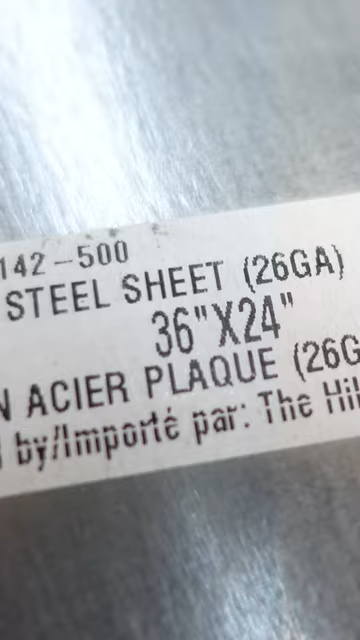 142-500
STEEL SHEET (26GA)
36"X24"
N ACIER PLAQUE (26G
by/Importé par: The Hil